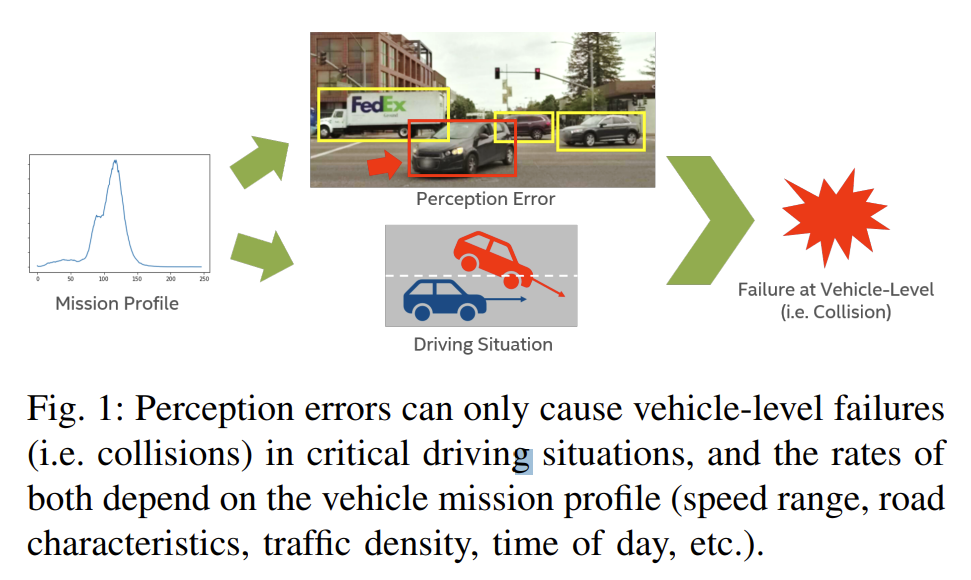 FedEx
Perception Error
0 50 100 150 200 250
Mission Profile
Driving Situation
Failure at Vehicle-Level
(i.e. Collision)
Fig. 1: Perception errors can only cause vehicle-level failures
(i.e. collisions) in critical driving situations, and the rates of
both depend on the vehicle mission profile (speed range, road
characteristics, traffic density, time of day, etc.).